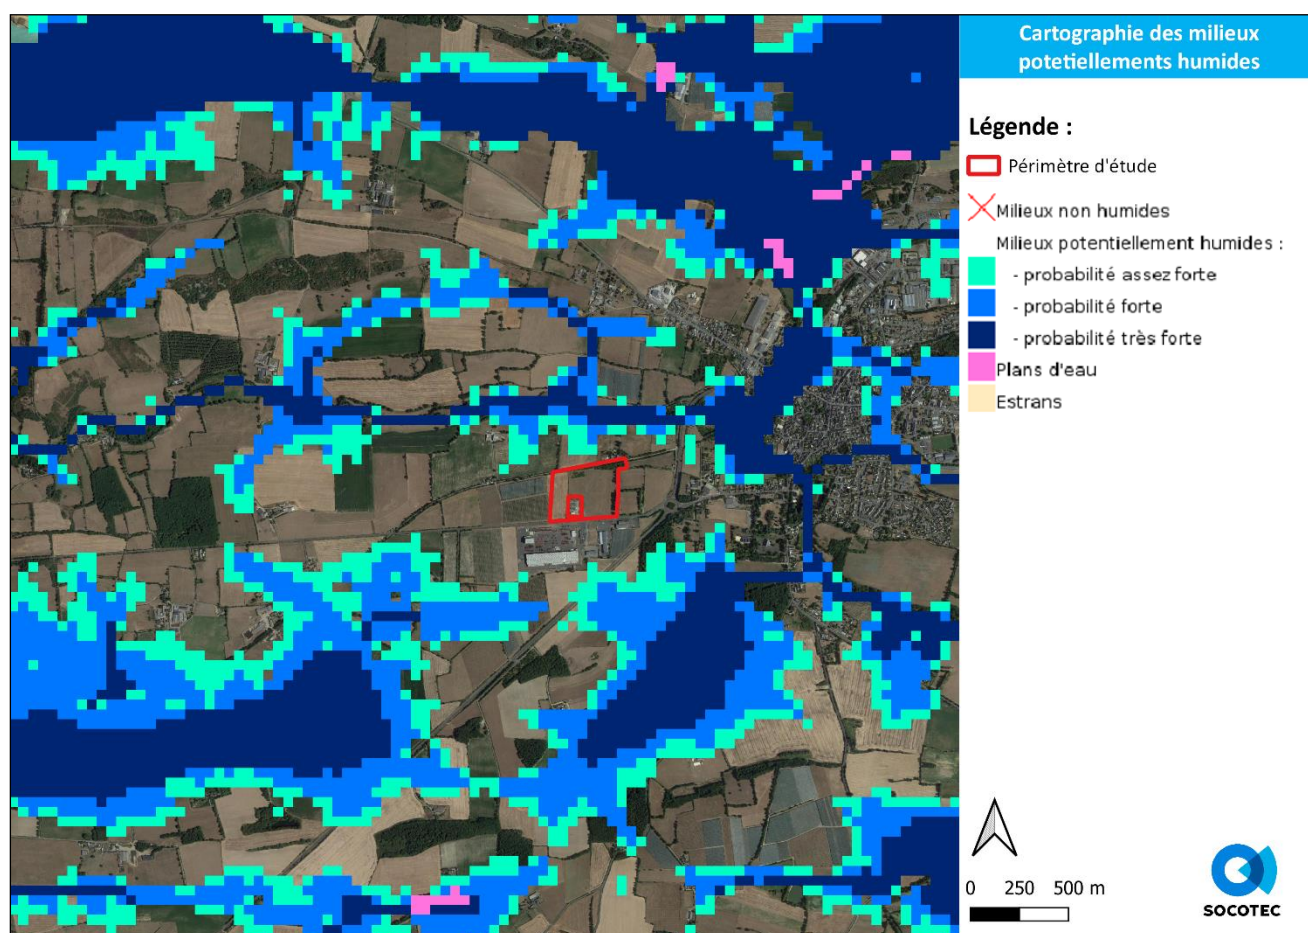 Cartographie des milieux
potetiellements humides
Légende :
Périmètre d'étude
Milieux non humides
Milieux potentiellement humides :
- probabilité assez forte
- probabilité forte
- probabilité très forte
Plans d'eau
Estrans
0 250 500 m
SOCOTEC